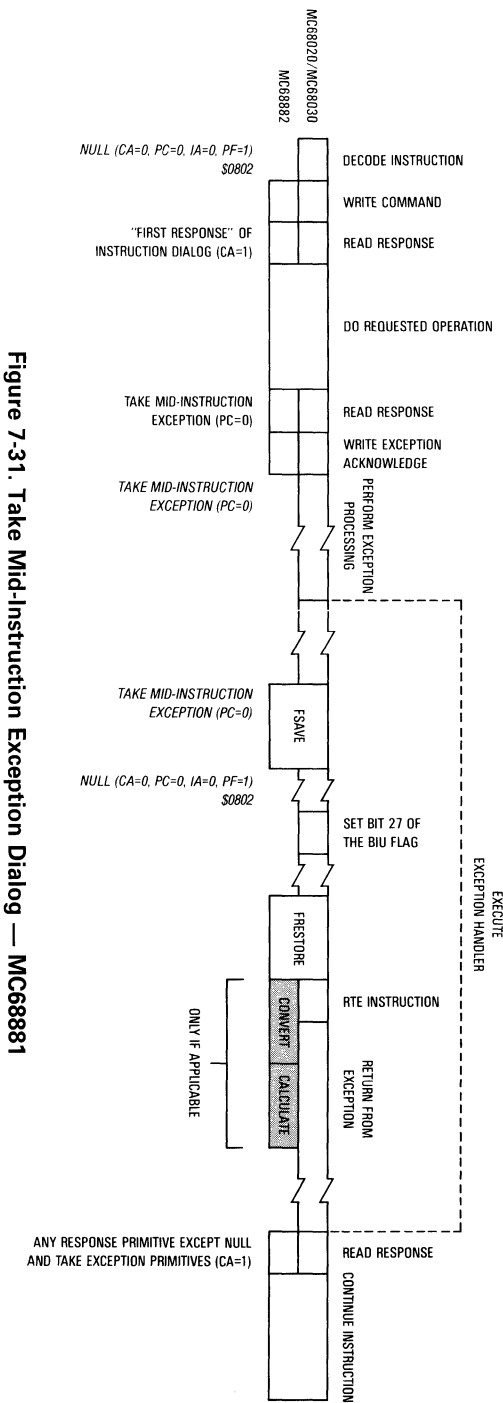 MC68020/MC68030
MC68882
NULL (CA=0, PC=0, IA=0, PF=1)
$0802
DECODE INSTRUCTION
WRITE COMMAND
"FIRST RESPONSE" OF
INSTRUCTION DIALOG (CA=1)
READ RESPONSE
DO REQUESTED OPERATION
TAKE MID-INSTRUCTION
EXCEPTION (PC=0)
READ RESPONSE
WRITE EXCEPTION
ACKNOWLEDGE
TAKE MID-INSTRUCTION
EXCEPTION (PC=0)
PERFORM EXCEPTION
PROCESSING
TAKE MID-INSTRUCTION
EXCEPTION (PC=0)
FSAVE
NULL (CA=0, PC=0, IA=0, PF=1)
$0802
SET BIT 27 OF
THE BIU FLAG
EXECUTE
EXCEPTION HANDLER
FRESTORE
RTE INSTRUCTION
CONVERT
CALCULATE
ONLY IF APPLICABLE
RETURN FROM
EXCEPTION
ANY RESPONSE PRIMITIVE EXCEPT NULL
AND TAKE EXCEPTION PRIMITIVES (CA=1)
READ RESPONSE
CONTINUE INSTRUCTION
Figure 7-31. Take Mid-Instruction Exception Dialog — MC68881